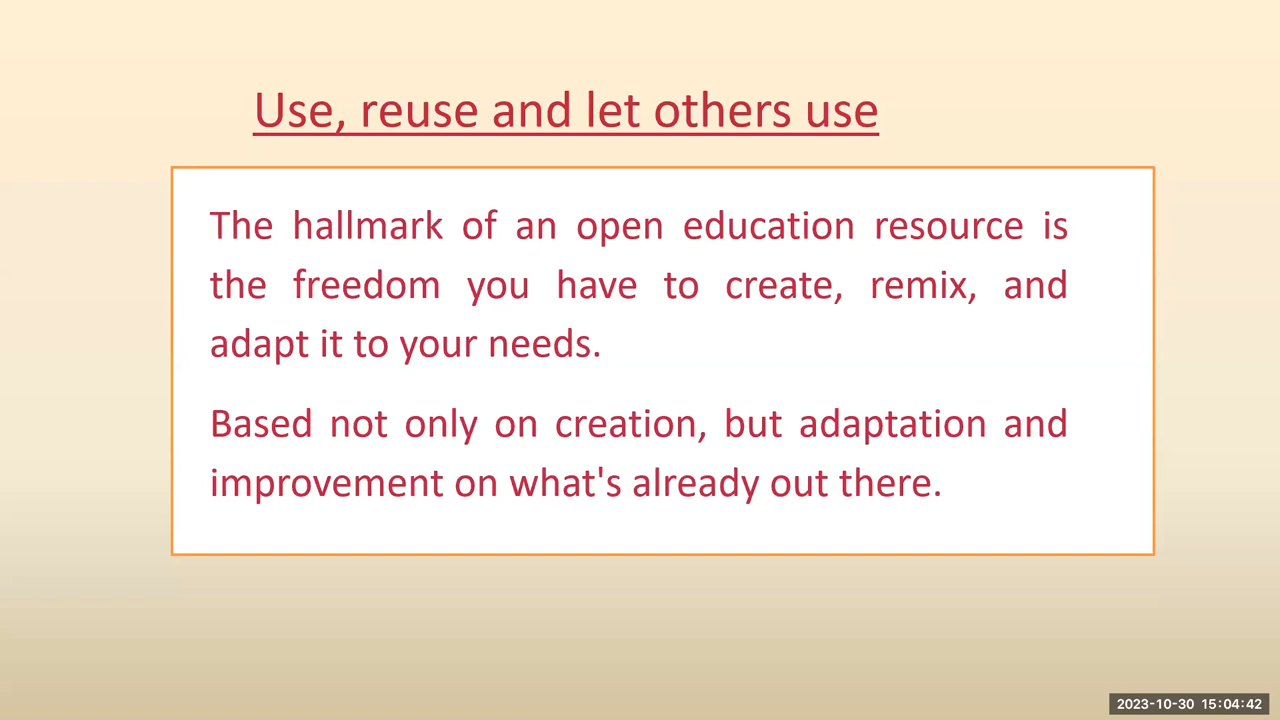 Use, reuse and let others use
The hallmark of an open education resource is
the freedom you have to create, remix, and
adapt it to your needs.
Based not only on creation, but adaptation and
improvement on what's already out there.
2023-10-30 15:04:42